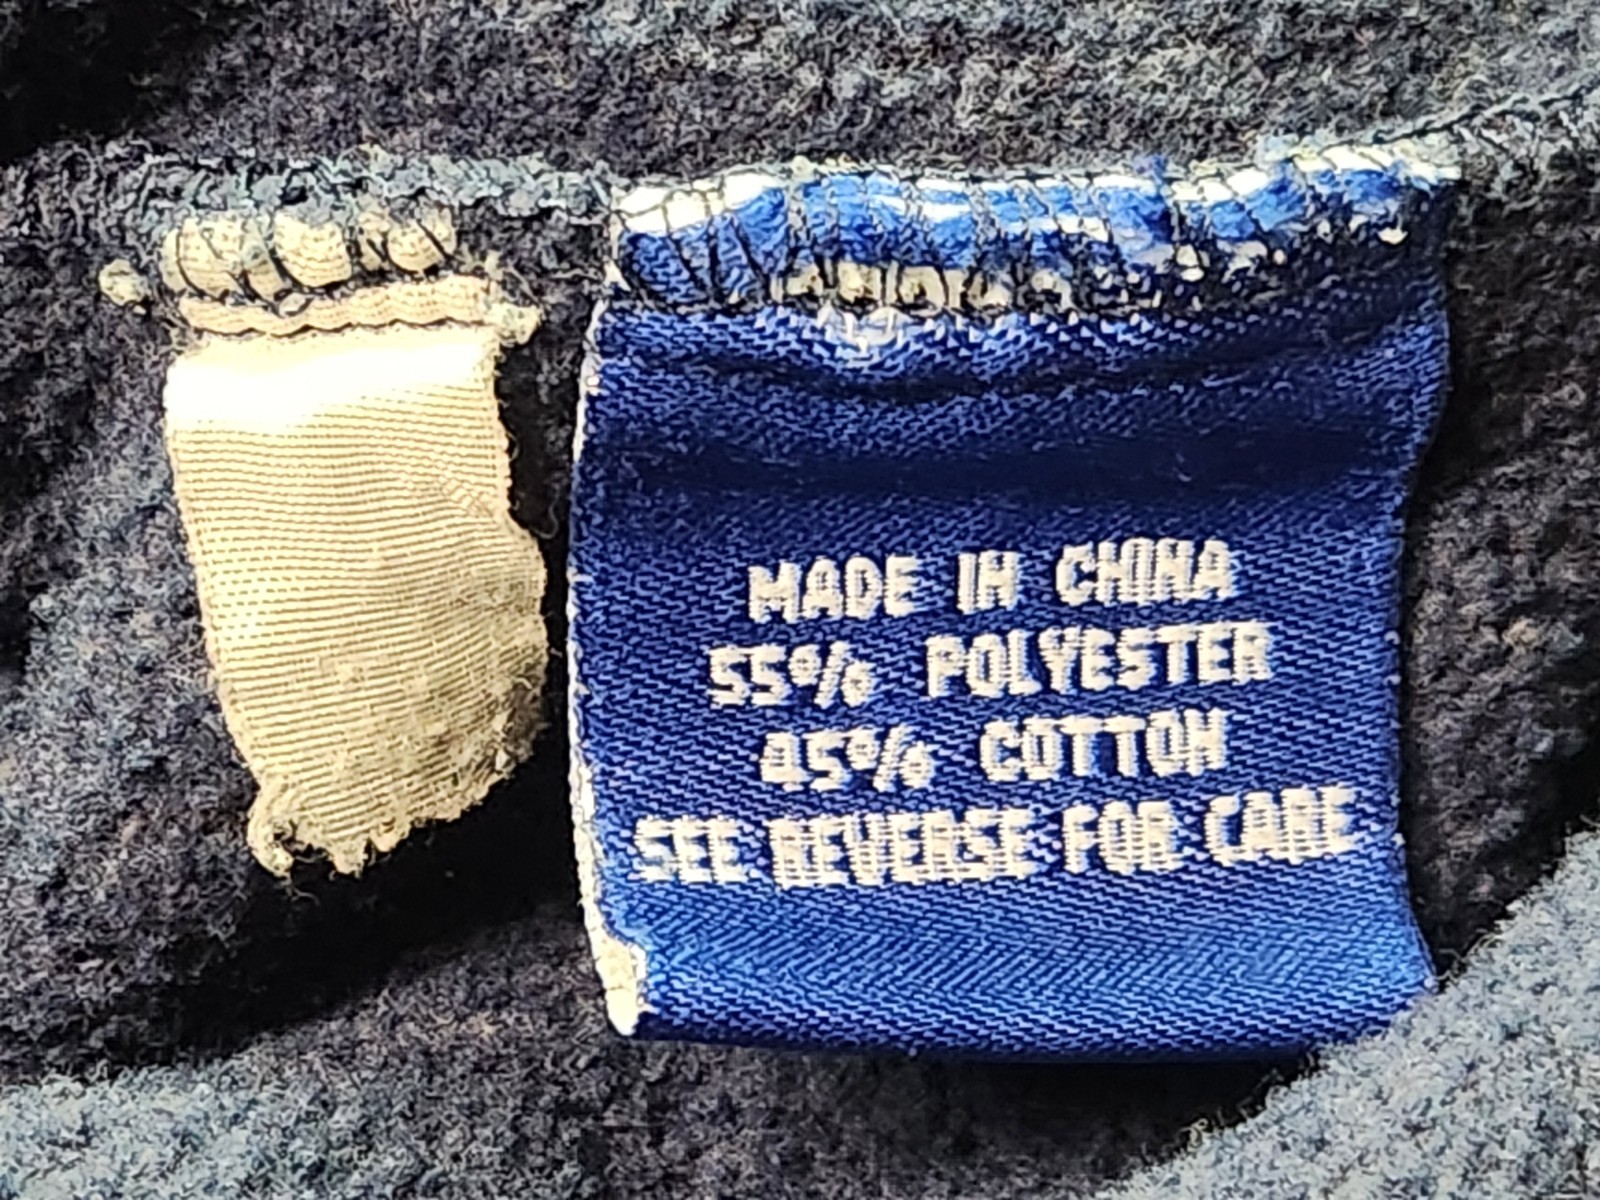 MADE IN CHINA
55% POLYESTER
45% COTTON
SEE REVERSE FOR CARE